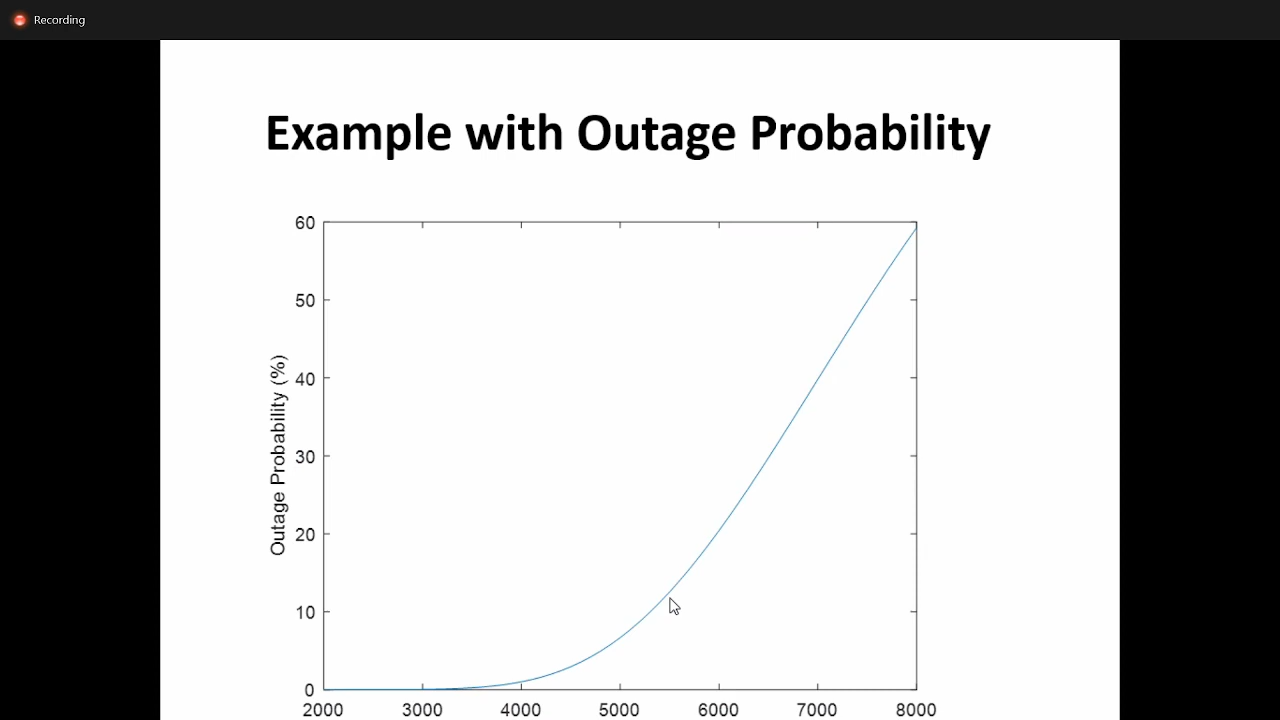 Recording
Example with Outage Probability
60
50
40
30
20
10
0
Outage Probability (%)
2000 3000 4000 5000 6000 7000 8000